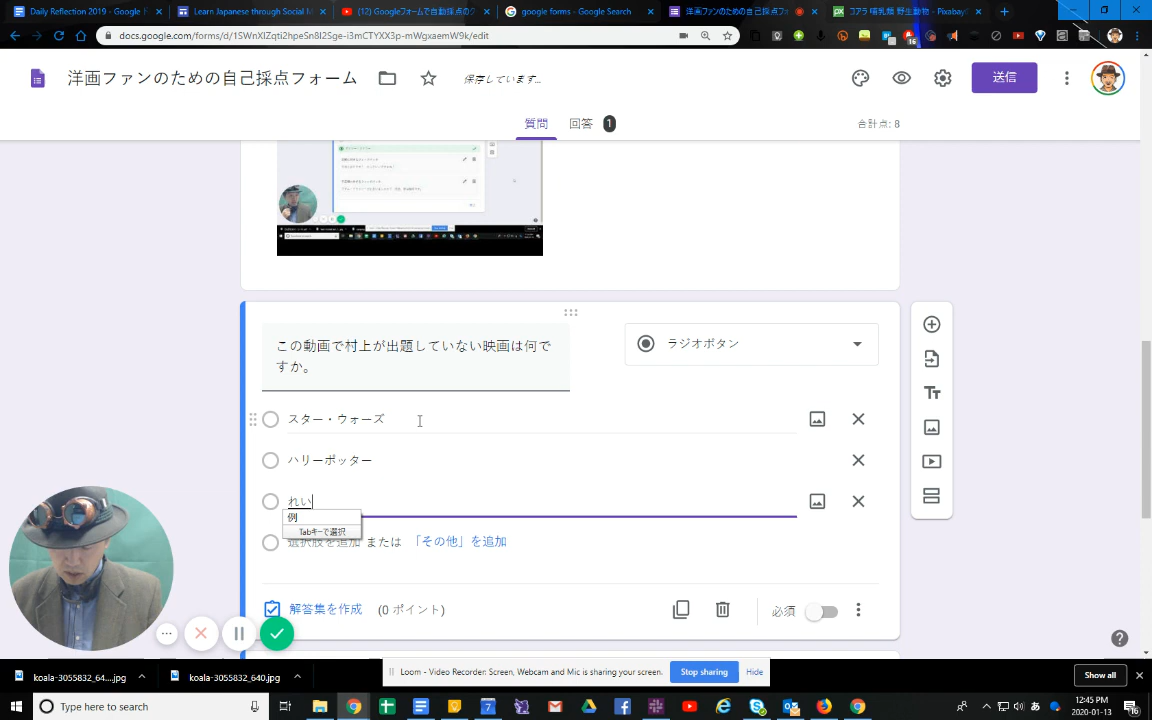 Daily Reflection 2019 - Google F
Learn Japanese through Social M
(12) Googleフォームで自動採点のク
google forms - Google Search
洋画ファンのための自己採点フォ
コアラ 哺乳類 野生動物 - Pixabay
docs.google.com/forms/d/1SWnXIZqti2hpeSn8I2Sge-i3mCTYXX3p-mWgxaemW9k/edit
16
洋画ファンのための自己採点フォーム
保存しています...
送信
質問
回答
1
合計点: 8
この動画で村上が出題していない映画は何で
すか。
ラジオボタン
スター・ウォーズ
ハリーポッター
れい
例
Tabキーで選択
選択肢を追加 または 「その他」を追加
解答集を作成 (0 ポイント)
必須
koala-3055832_64....jpg
koala-3055832_640.jpg
Loom - Video Recorder: Screen, Webcam and Mic is sharing your screen.
Stop sharing
Hide
Show all
Type here to search
あ
12:45 PM
2020-01-13
16